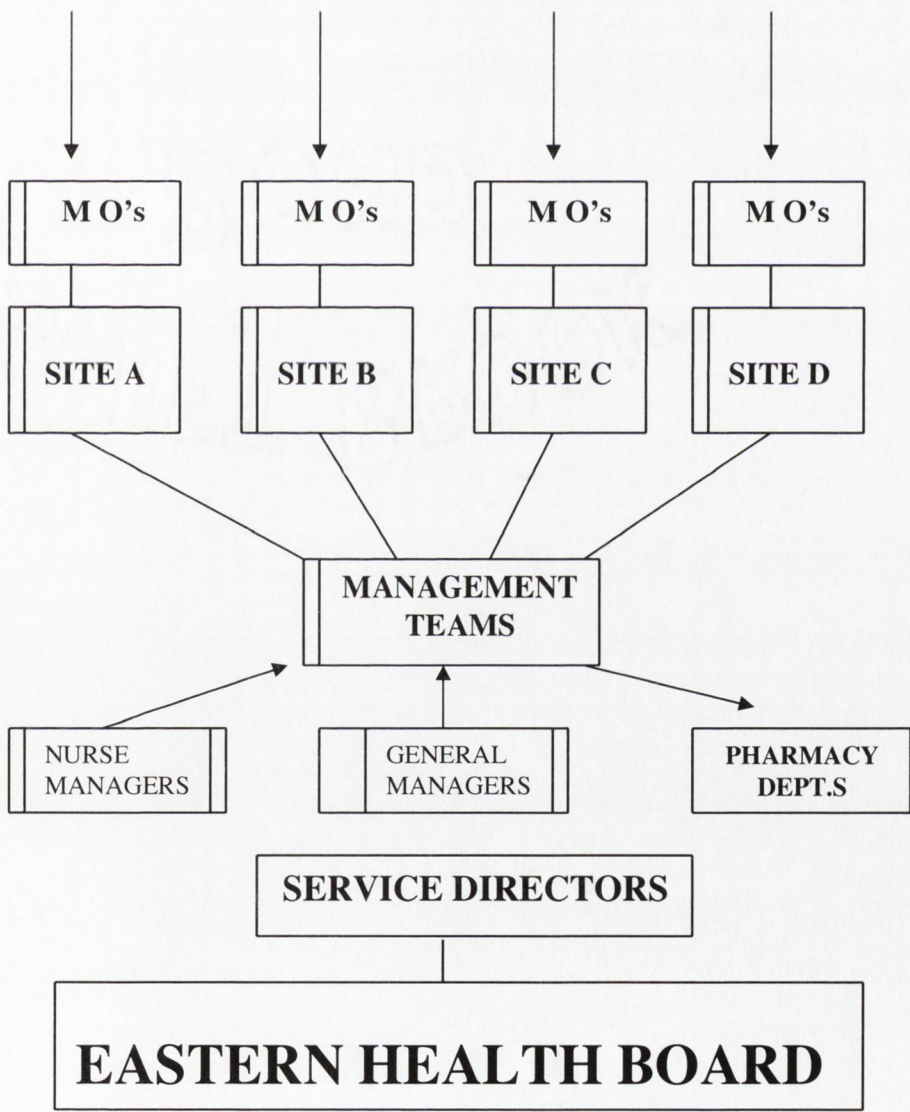 M O's M O's M O's M O's
SITE A SITE B SITE C SITE D
MANAGEMENT
TEAMS
NURSE
MANAGERS
GENERAL
MANAGERS
PHARMACY
DEPT.S
SERVICE DIRECTORS
EASTERN HEALTH BOARD